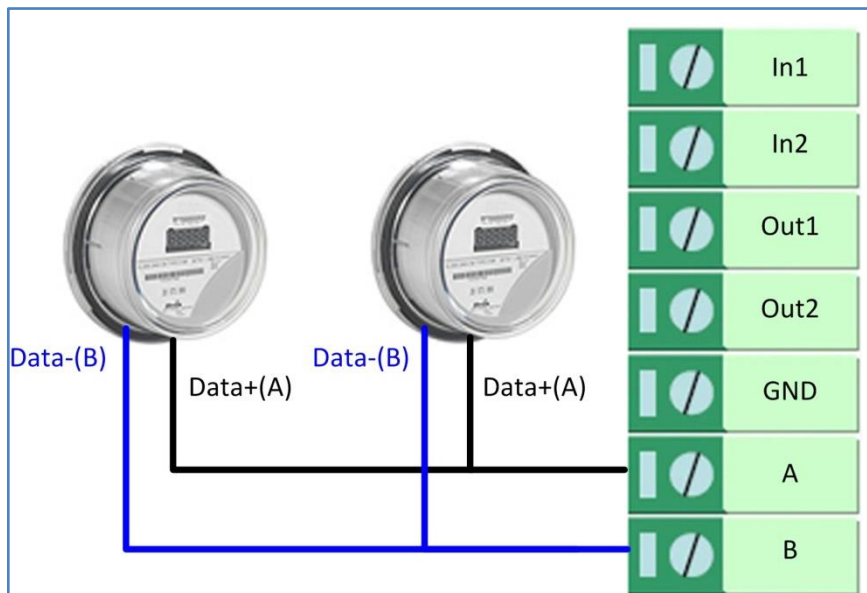 In1
In2
Out1
Out2
GND
A
B
Data-(B)
Data+(A)
Data-(B)
Data+(A)